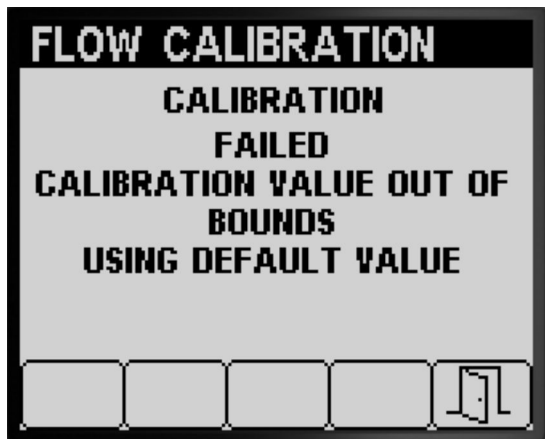 FLOW CALIBRATION
CALIBRATION
FAILED
CALIBRATION VALUE OUT OF
BOUNDS
USING DEFAULT VALUE